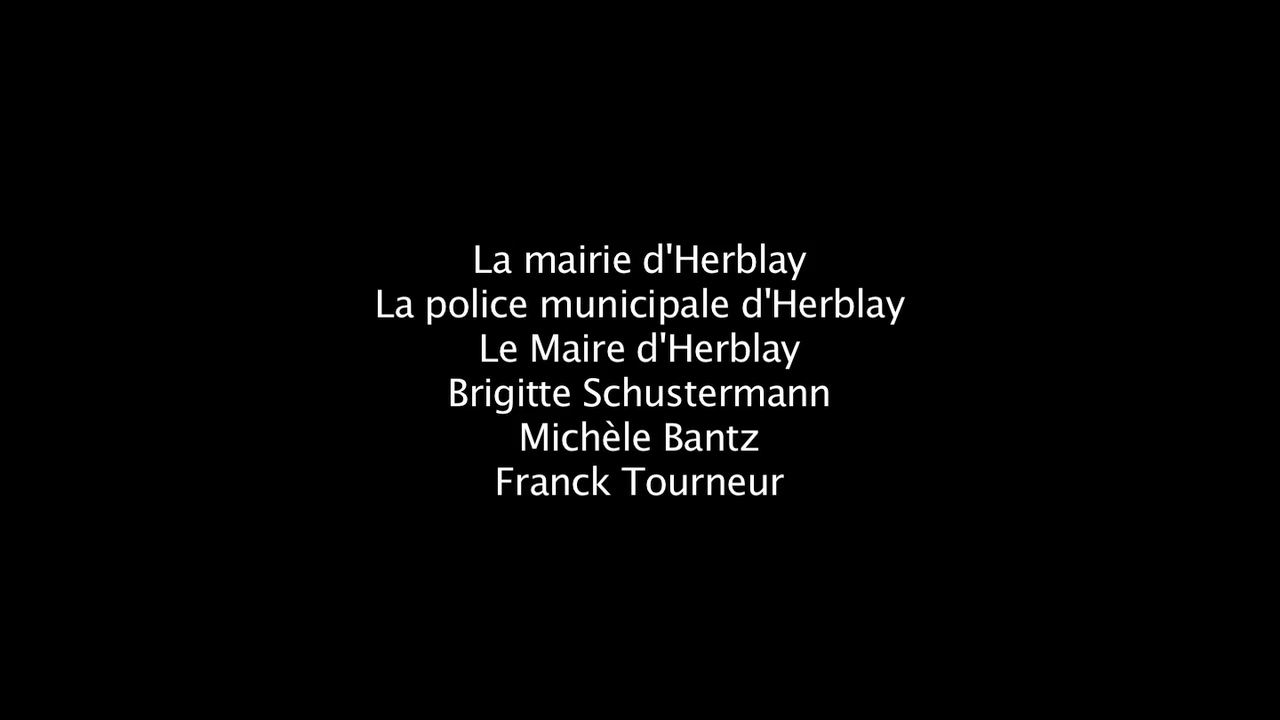 La mairie d'Herblay
La police municipale d'Herblay
Le Maire d'Herblay
Brigitte Schustermann
Michèle Bantz
Franck Tourneur